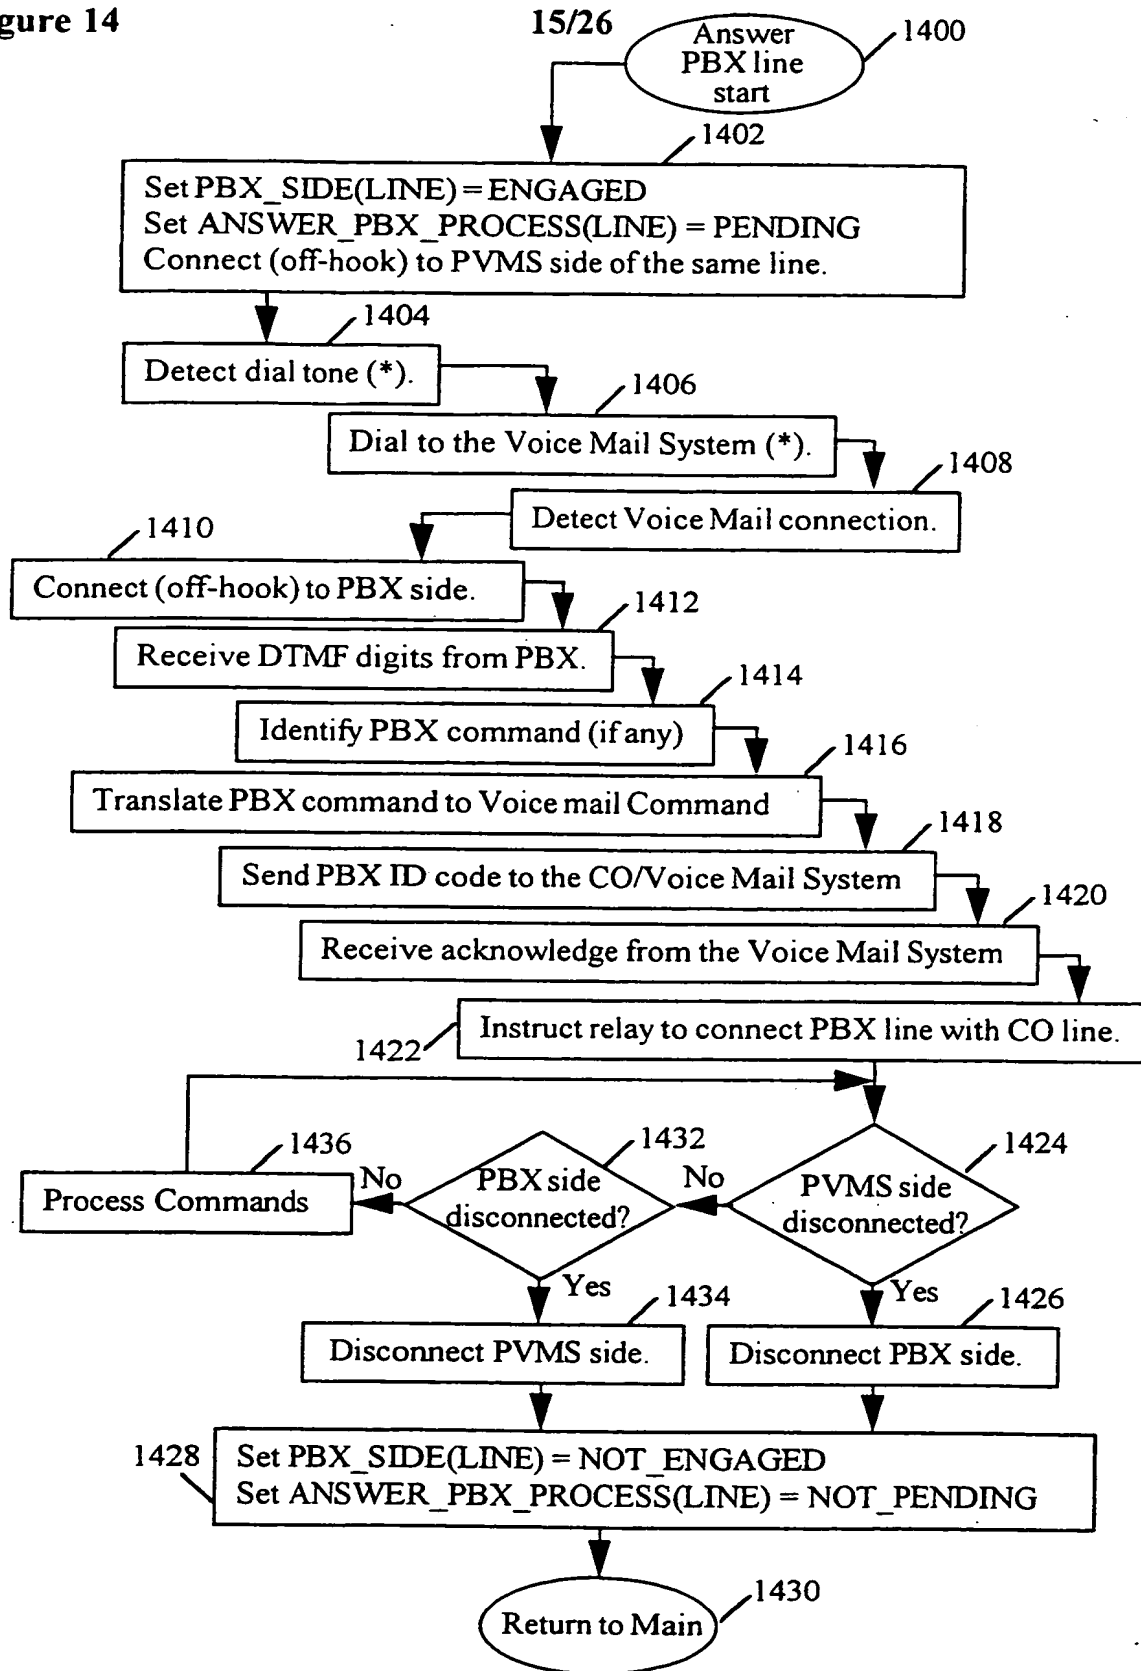 gure 14
15/26
Answer
PBX line
start
1400
1402
Set PBX_SIDE(LINE) = ENGAGED
Set ANSWER_PBX_PROCESS(LINE) = PENDING
Connect (off-hook) to PVMS side of the same line.
1404
Detect dial tone (*).
1406
Dial to the Voice Mail System (*).
1408
Detect Voice Mail connection.
1410
Connect (off-hook) to PBX side.
1412
Receive DTMF digits from PBX.
1414
Identify PBX command (if any)
1416
Translate PBX command to Voice mail Command
1418
Send PBX ID code to the CO/Voice Mail System
1420
Receive acknowledge from the Voice Mail System
Instruct relay to connect PBX line with CO line.
1422
1436
Process Commands
No
1432
PBX side
disconnected?
No
1424
PVMS side
disconnected?
Yes
Yes
1434
Disconnect PVMS side.
1426
Disconnect PBX side.
1428
Set PBX_SIDE(LINE) = NOT_ENGAGED
Set ANSWER_PBX_PROCESS(LINE) = NOT_PENDING
Return to Main
1430